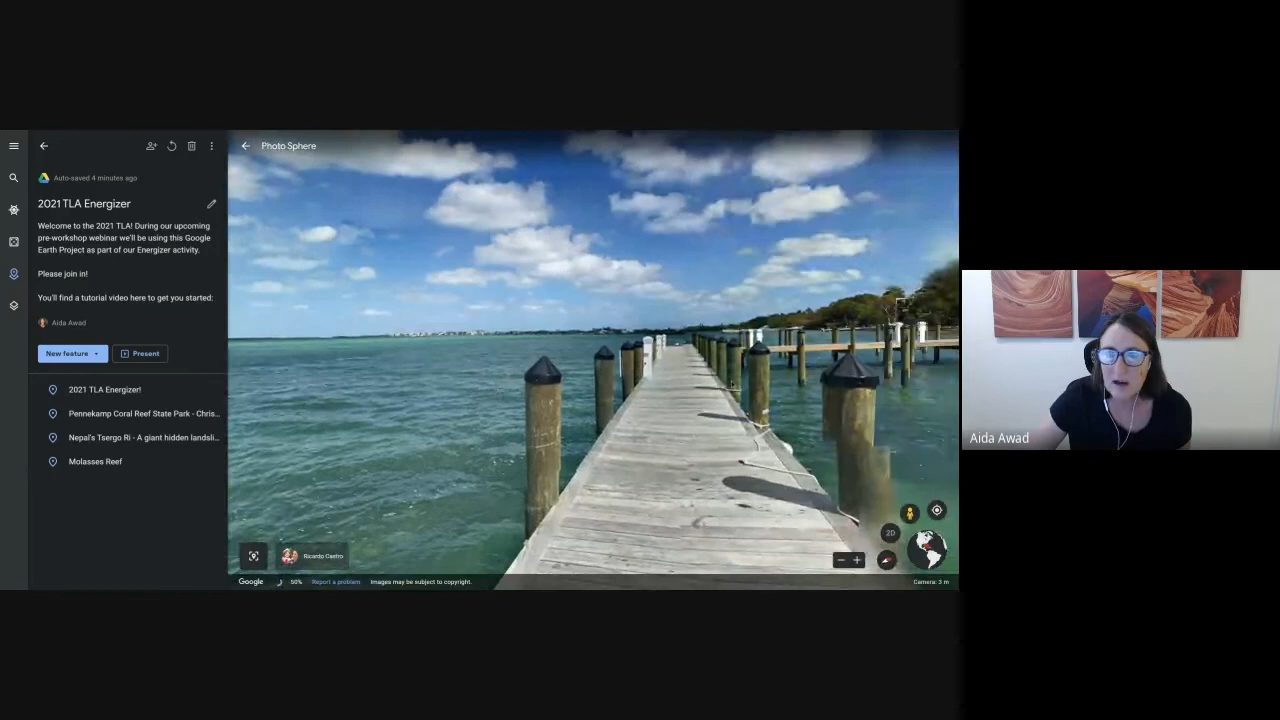 Photo Sphere
Auto-saved 4 minutes ago
2021 TLA Energizer
Welcome to the 2021 TLA! During our upcoming
pre-workshop webinar we'll be using this Google
Earth Project as part of our Energizer activity.
Please join in!
You'll find a tutorial video here to get you started:
Aida Awad
New feature
Present
2021 TLA Energizer!
Pennekamp Coral Reef State Park - Chris...
Nepal's Tsergo Ri - A giant hidden landsli...
Molasses Reef
2D
Ricardo Castro
Google
50%
Report a problem
Images may be subject to copyright.
Camera: 3 m
Aida Awad